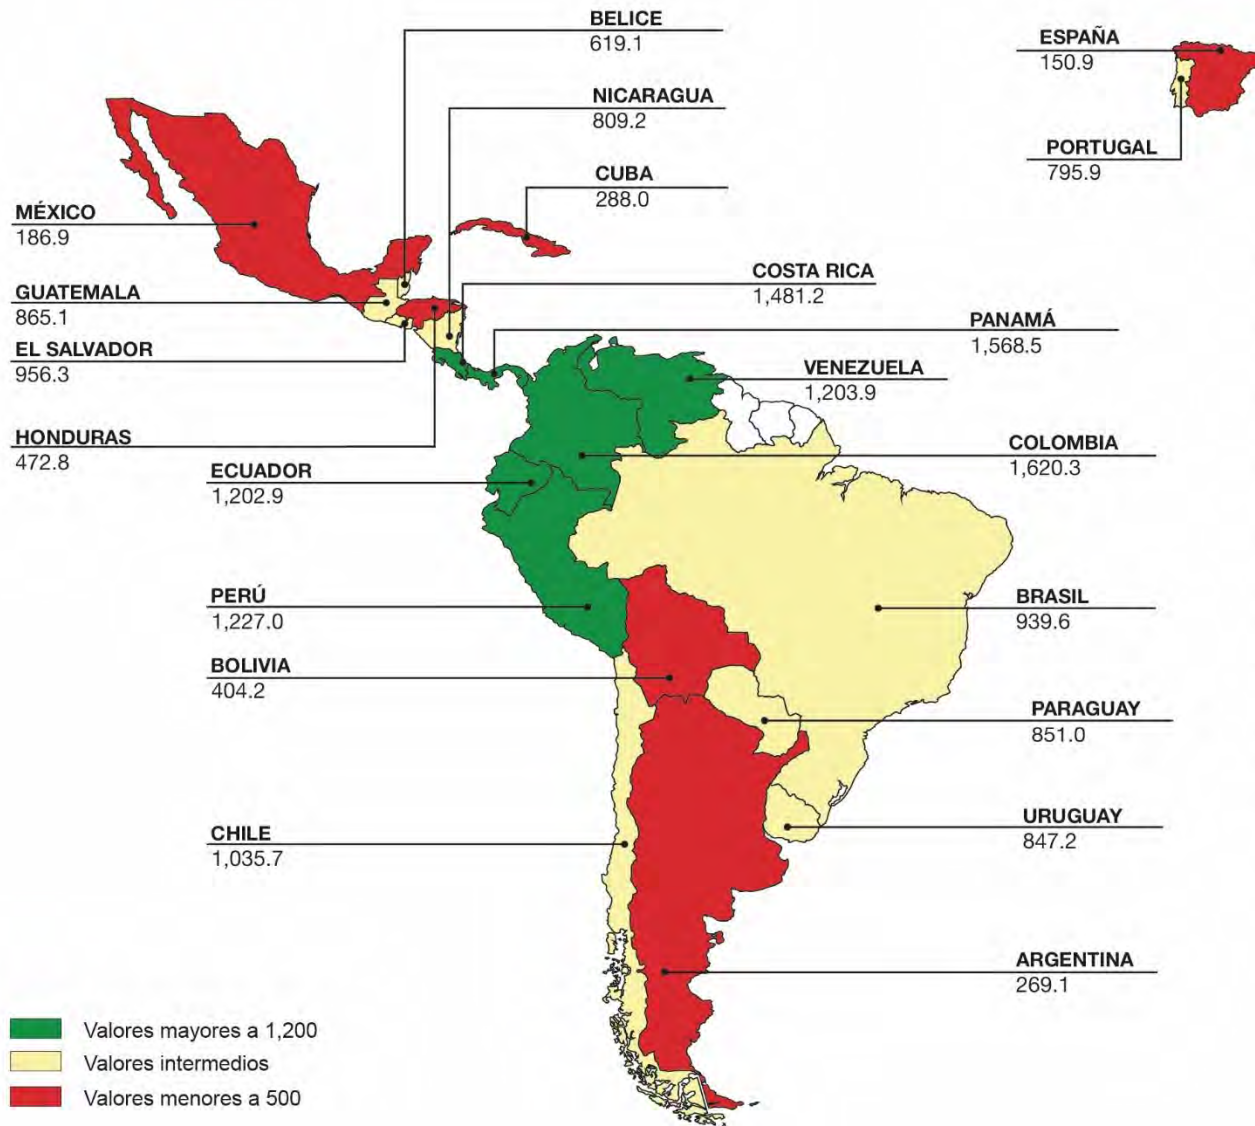 BELICE
619.1
ESPAÑA
150.9
NICARAGUA
809.2
PORTUGAL
795.9
CUBA
288.0
MÉXICO
186.9
COSTA RICA
1,481.2
GUATEMALA
865.1
PANAMÁ
1,568.5
EL SALVADOR
956.3
VENEZUELA
1,203.9
HONDURAS
472.8
COLOMBIA
1,620.3
ECUADOR
1,202.9
PERÚ
1,227.0
BRASIL
939.6
BOLIVIA
404.2
PARAGUAY
851.0
CHILE
1,035.7
URUGUAY
847.2
ARGENTINA
269.1
Valores mayores a 1,200
Valores intermedios
Valores menores a 500